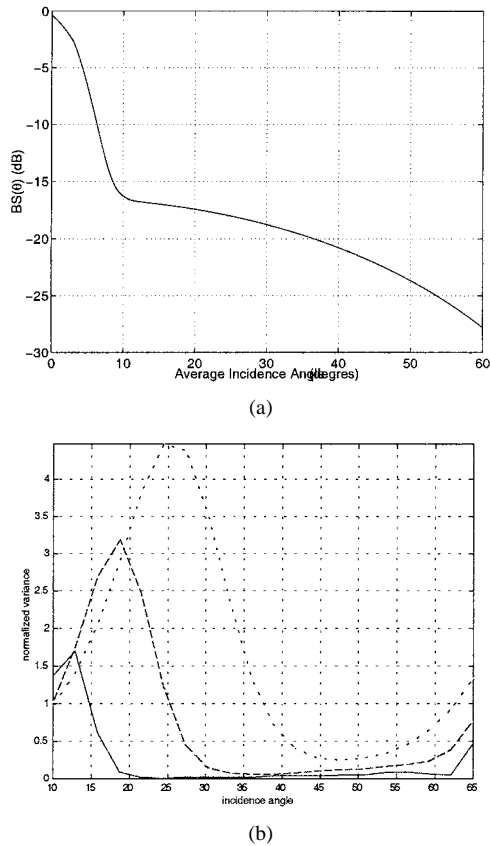 0
−5
−10
−15
−20
−25
−30
BS(θ) (dB)
0 10 20 30 40 50 60
Average Incidence Angle (degres)
(a)
4
3.5
3
2.5
2
1.5
1
0.5
0
normalized variance
10 15 20 25 30 35 40 45 50 55 60 65
incidence angle
(b)